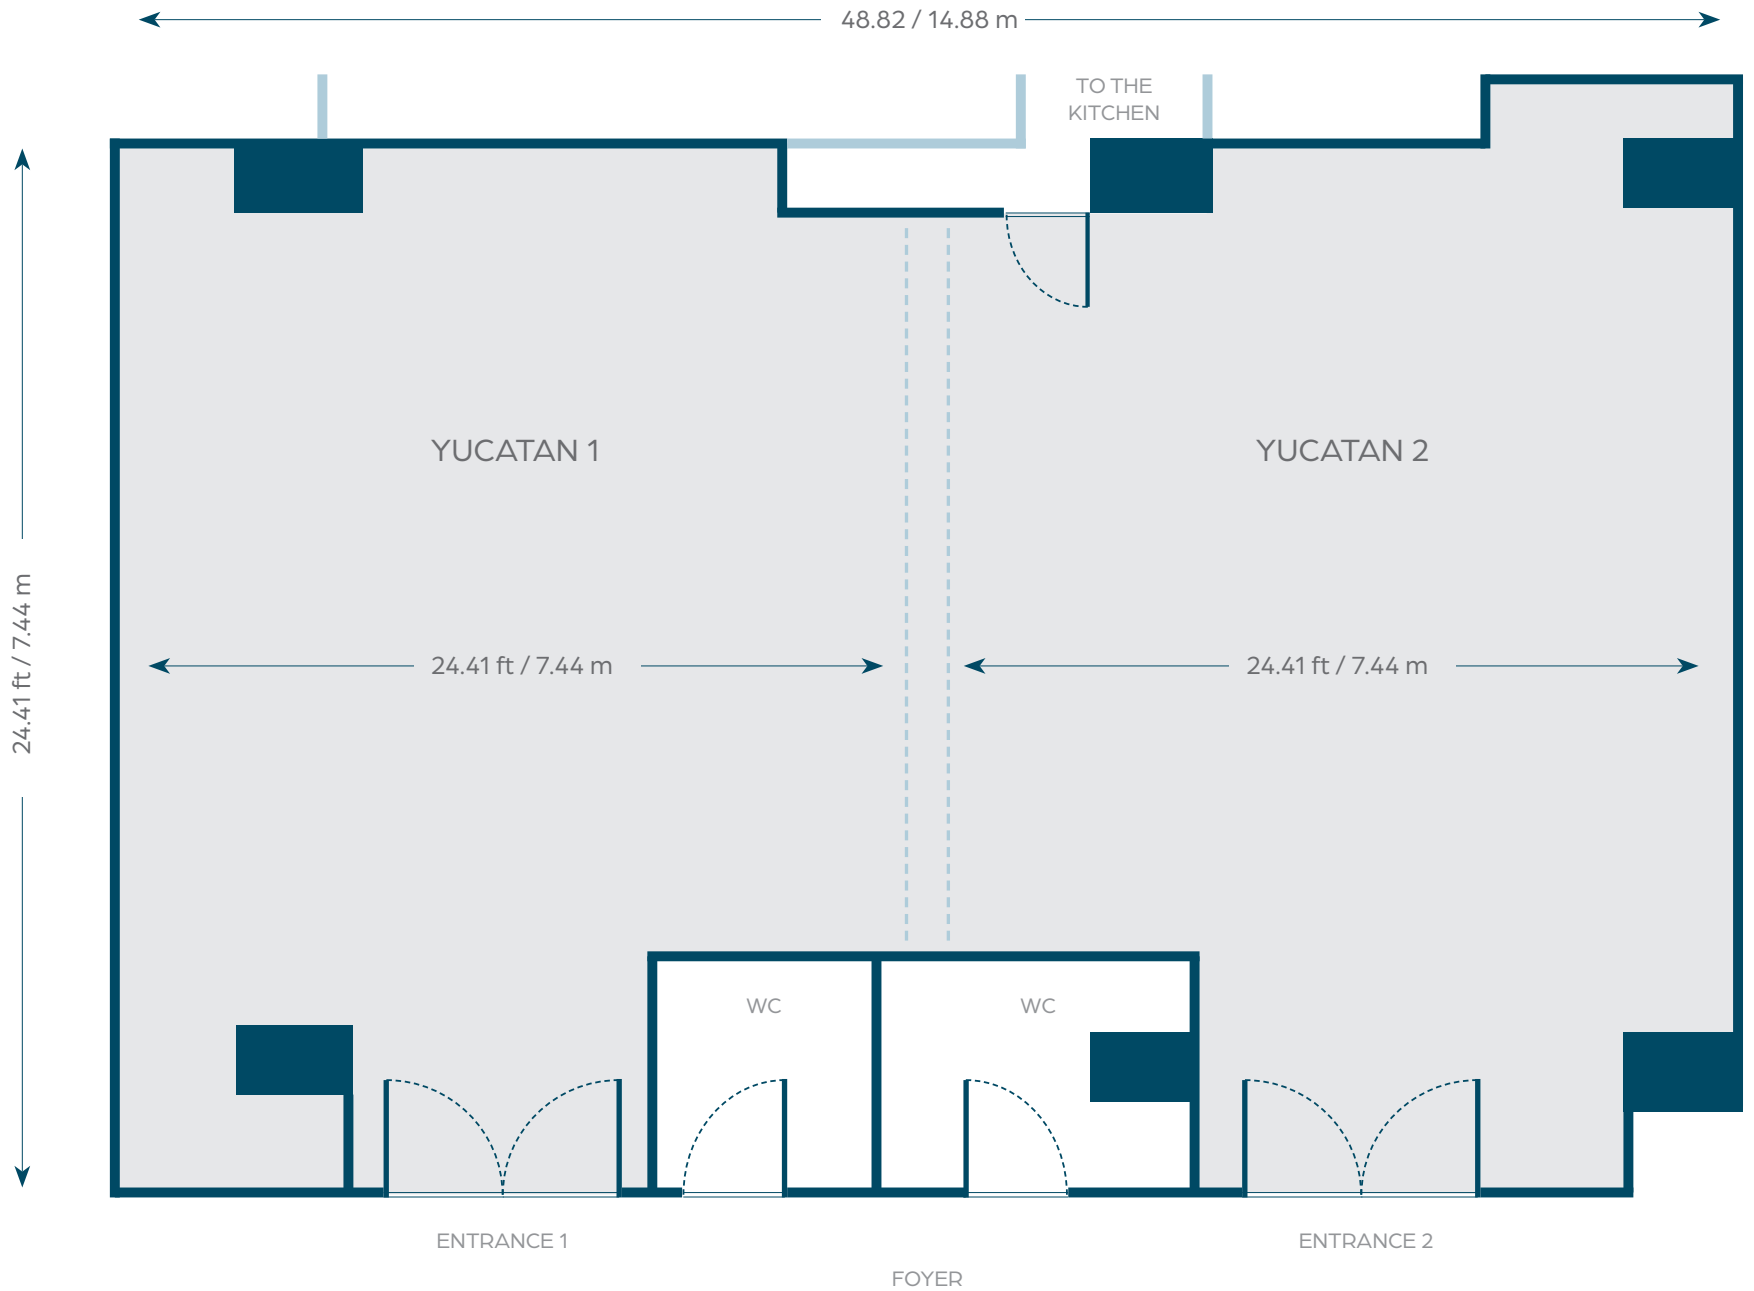 48.82 / 14.88 m
TO THE
KITCHEN
YUCATAN 1
YUCATAN 2
24.41 ft / 7.44 m
24.41 ft / 7.44 m
24.41 ft / 7.44 m
WC
WC
ENTRANCE 1
ENTRANCE 2
FOYER